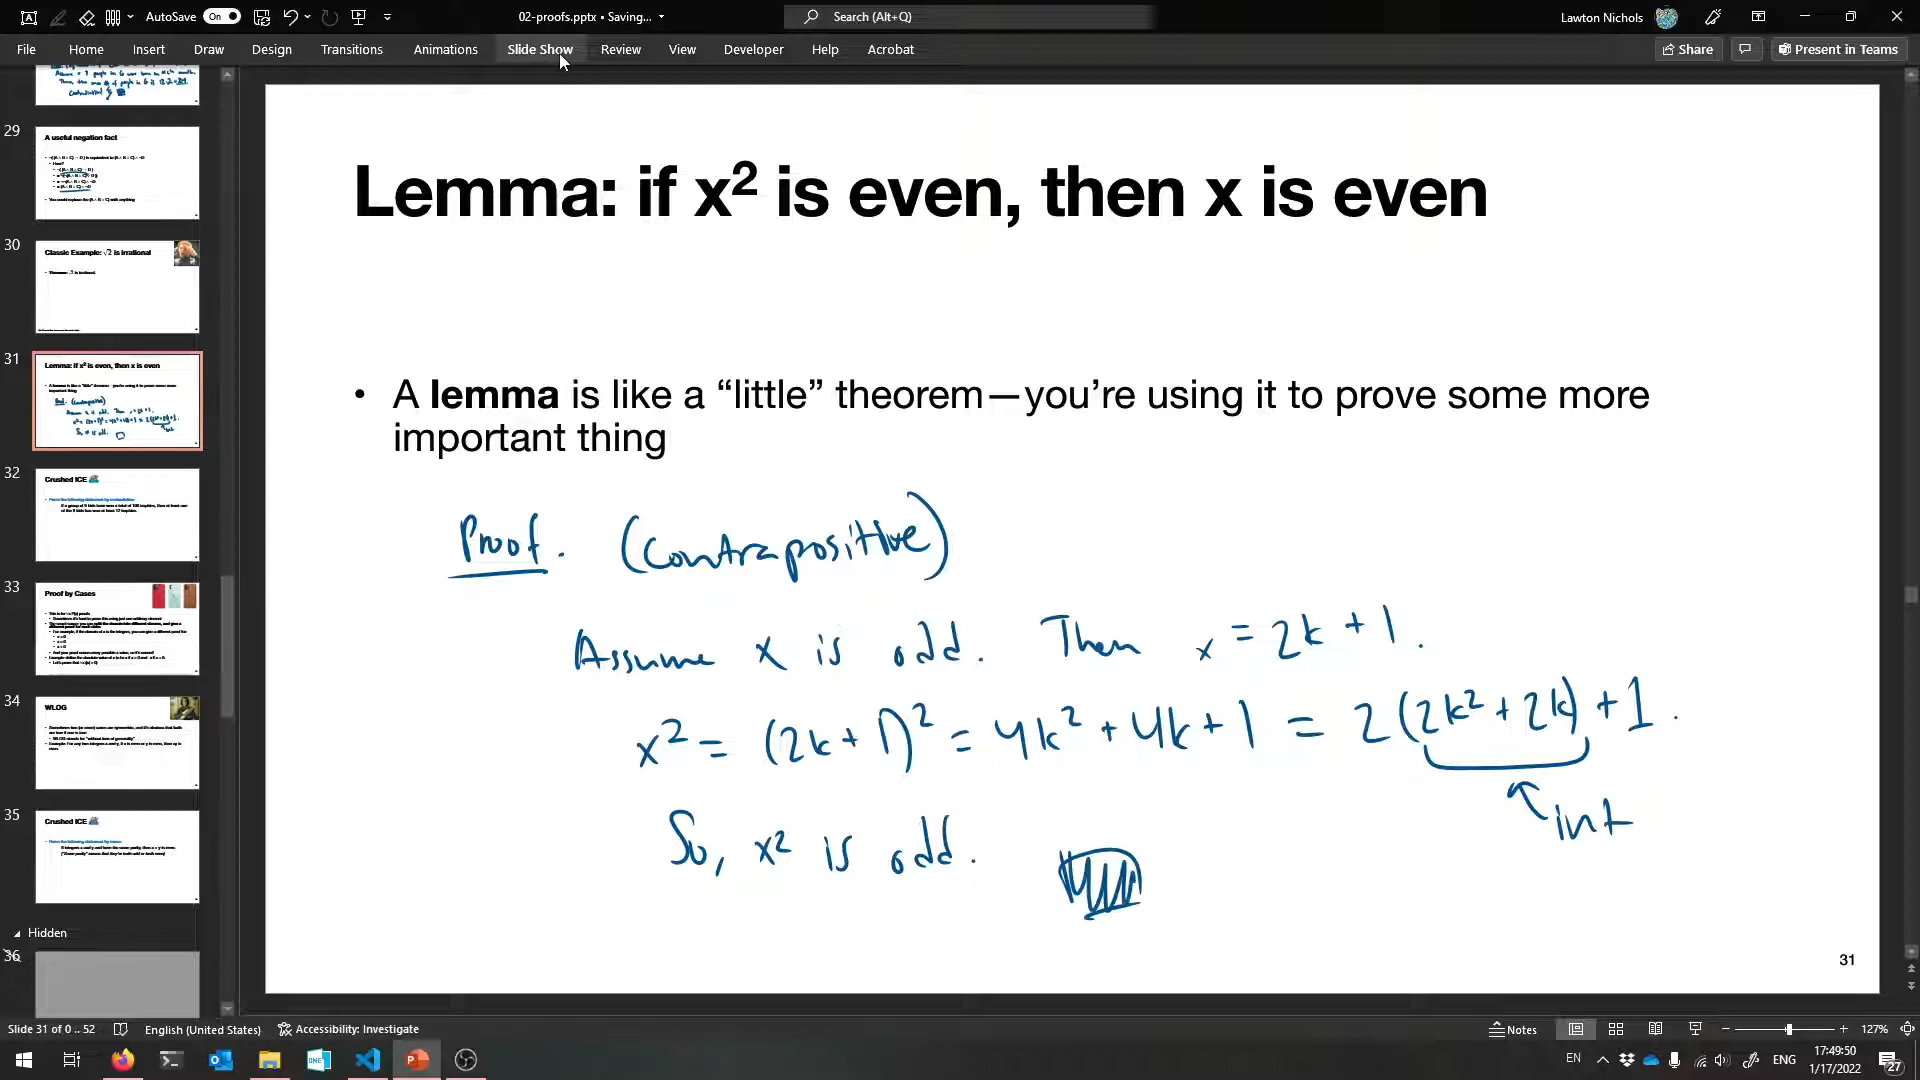 AutoSave On 02-proofs.pptx • Saving... Search (Alt+Q) Lawton Nichols
File Home Insert Draw Design Transitions Animations Slide Show Review View Developer Help Acrobat Share Present in Teams
29
A useful negation fact
30
Classic Example: √2 is irrational
Theorem: √2 is irrational.
31
Lemma: if x² is even, then x is even
32
Crushed ICE
33
Proof by Cases
34
WLOG
35
Crushed ICE
Hidden
36
Lemma: if x² is even, then x is even
• A lemma is like a “little” theorem—you’re using it to prove some more
important thing
Proof. (contrapositive)
Assume x is odd. Then x = 2k + 1.
x² = (2k + 1)² = 4k² + 4k + 1 = 2(2k² + 2k) + 1.
int
So, x² is odd.
31
Slide 31 of 0 .. 52 English (United States) Accessibility: Investigate Notes 127%
EN ENG 17:49:50
1/17/2022 27